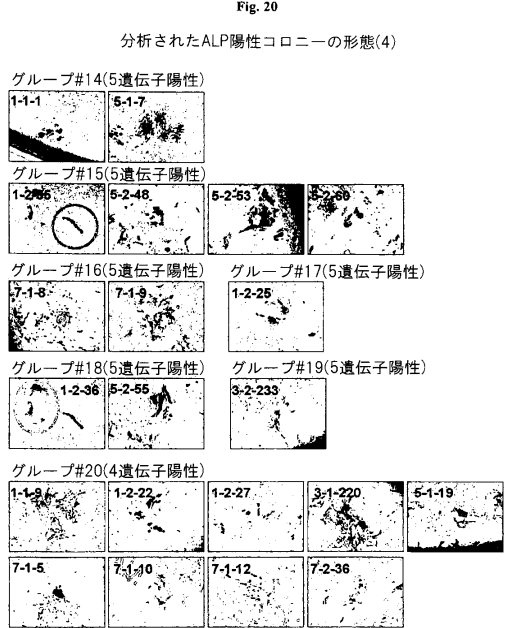 Fig. 20
分析されたALP陽性コロニーの形態(4)
グループ#14(5遺伝子陽性)
1-1-1 5-1-7
グループ#15(5遺伝子陽性)
1-2-35 5-2-48 5-2-53 5-2-60
グループ#16(5遺伝子陽性) グループ#17(5遺伝子陽性)
7-1-8 7-1-9 1-2-25
グループ#18(5遺伝子陽性) グループ#19(5遺伝子陽性)
1-2-36 5-2-55 3-2-233
グループ#20(4遺伝子陽性)
1-1-9 1-2-22 1-2-27 3-1-220 5-1-19
7-1-5 7-1-10 7-1-12 7-2-36